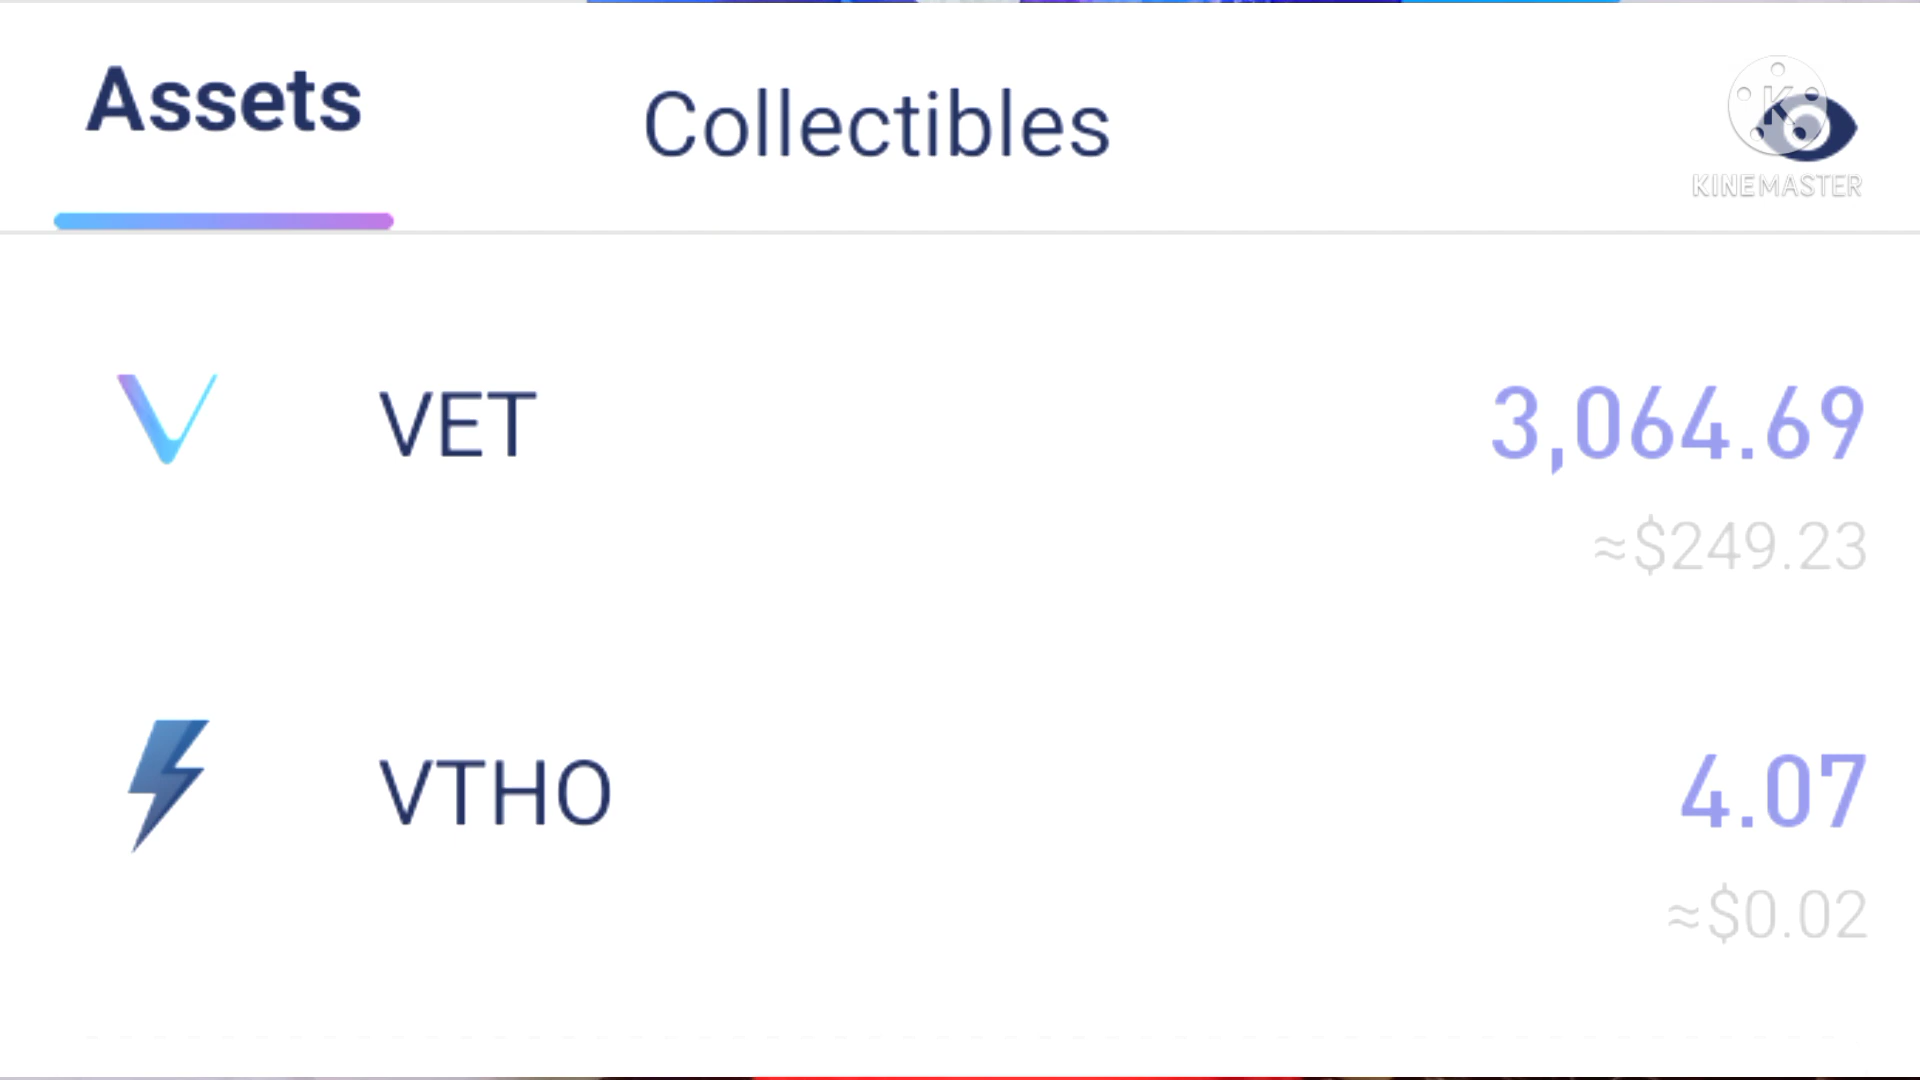 Assets
Collectibles
KINEMASTER
VET
3,064.69
≈$249.23
VTHO
4.07
≈$0.02